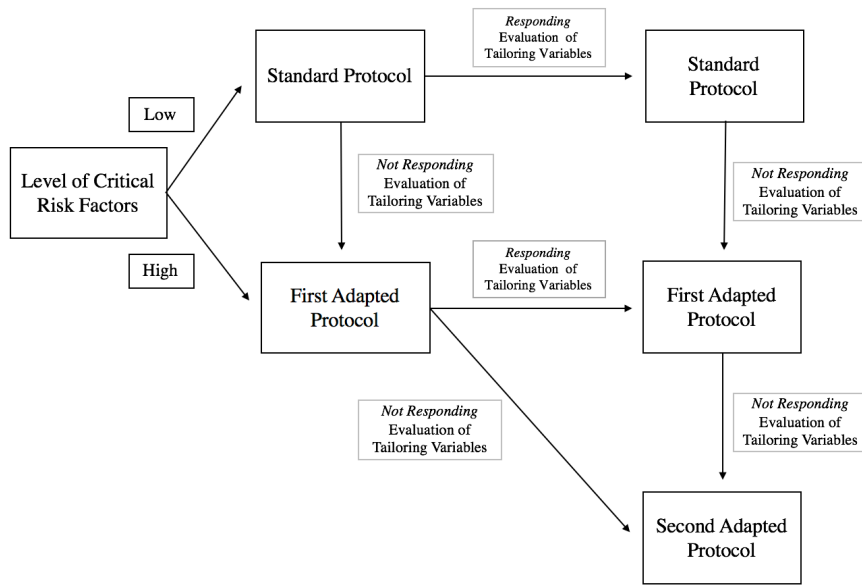 Responding
Evaluation of
Tailoring Variables
Standard Protocol
Standard
Protocol
Low
Level of Critical
Risk Factors
Not Responding
Evaluation of
Tailoring Variables
Not Responding
Evaluation of
Tailoring Variables
High
Responding
Evaluation of
Tailoring Variables
First Adapted
Protocol
First Adapted
Protocol
Not Responding
Evaluation of
Tailoring Variables
Not Responding
Evaluation of
Tailoring Variables
Second Adapted
Protocol